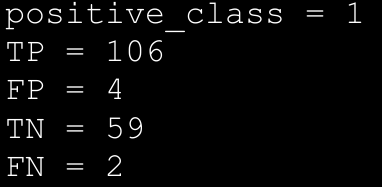 positive_class = 1
TP = 106
FP = 4
TN = 59
FN = 2